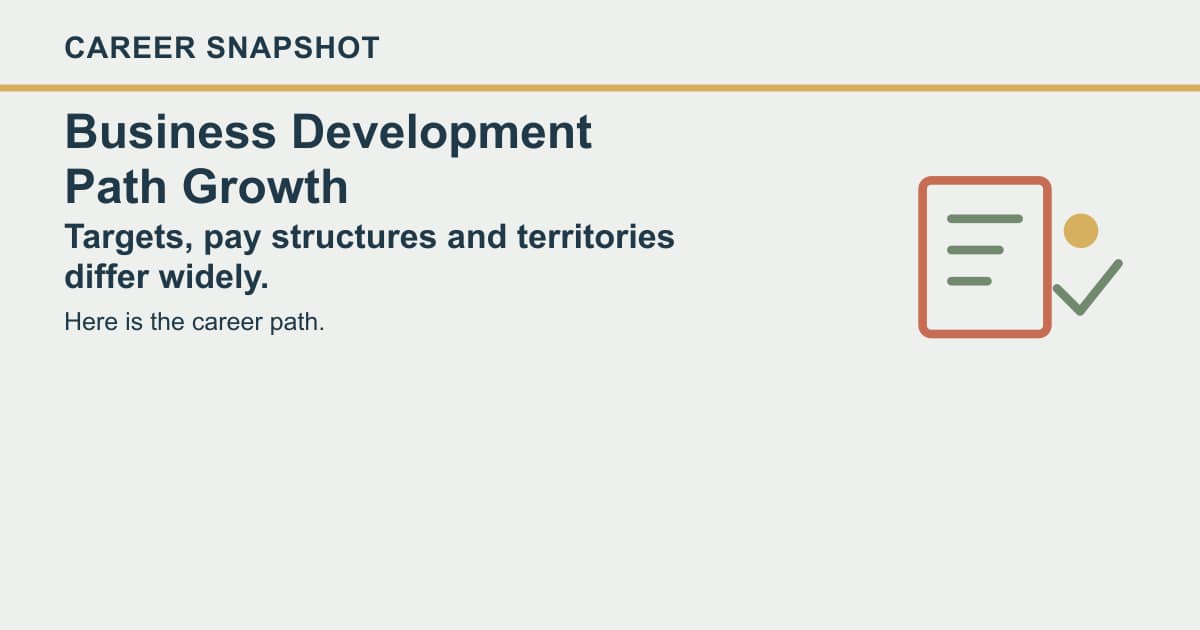 CAREER SNAPSHOT
Business Development
Path Growth
Targets, pay structures and territories
differ widely.
Here is the career path.